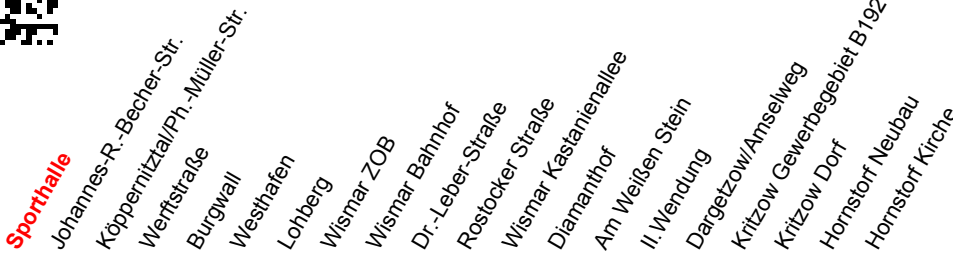 Sporthalle
Johannes-R.-Becher-Str.
Köppernitztal/Ph.-Müller-Str.
Werftstraße
Burgwall
Westhafen
Lohberg
Wismar ZOB
Wismar Bahnhof
Dr.-Leber-Straße
Rostocker Straße
Wismar Kastanienallee
Diamanthof
Am Weißen Stein
II. Wendung
Dargetzow/Amselweg
Kritzow Gewerbegebiet B192
Kritzow Dorf
Hornstorf Neubau
Hornstorf Kirche